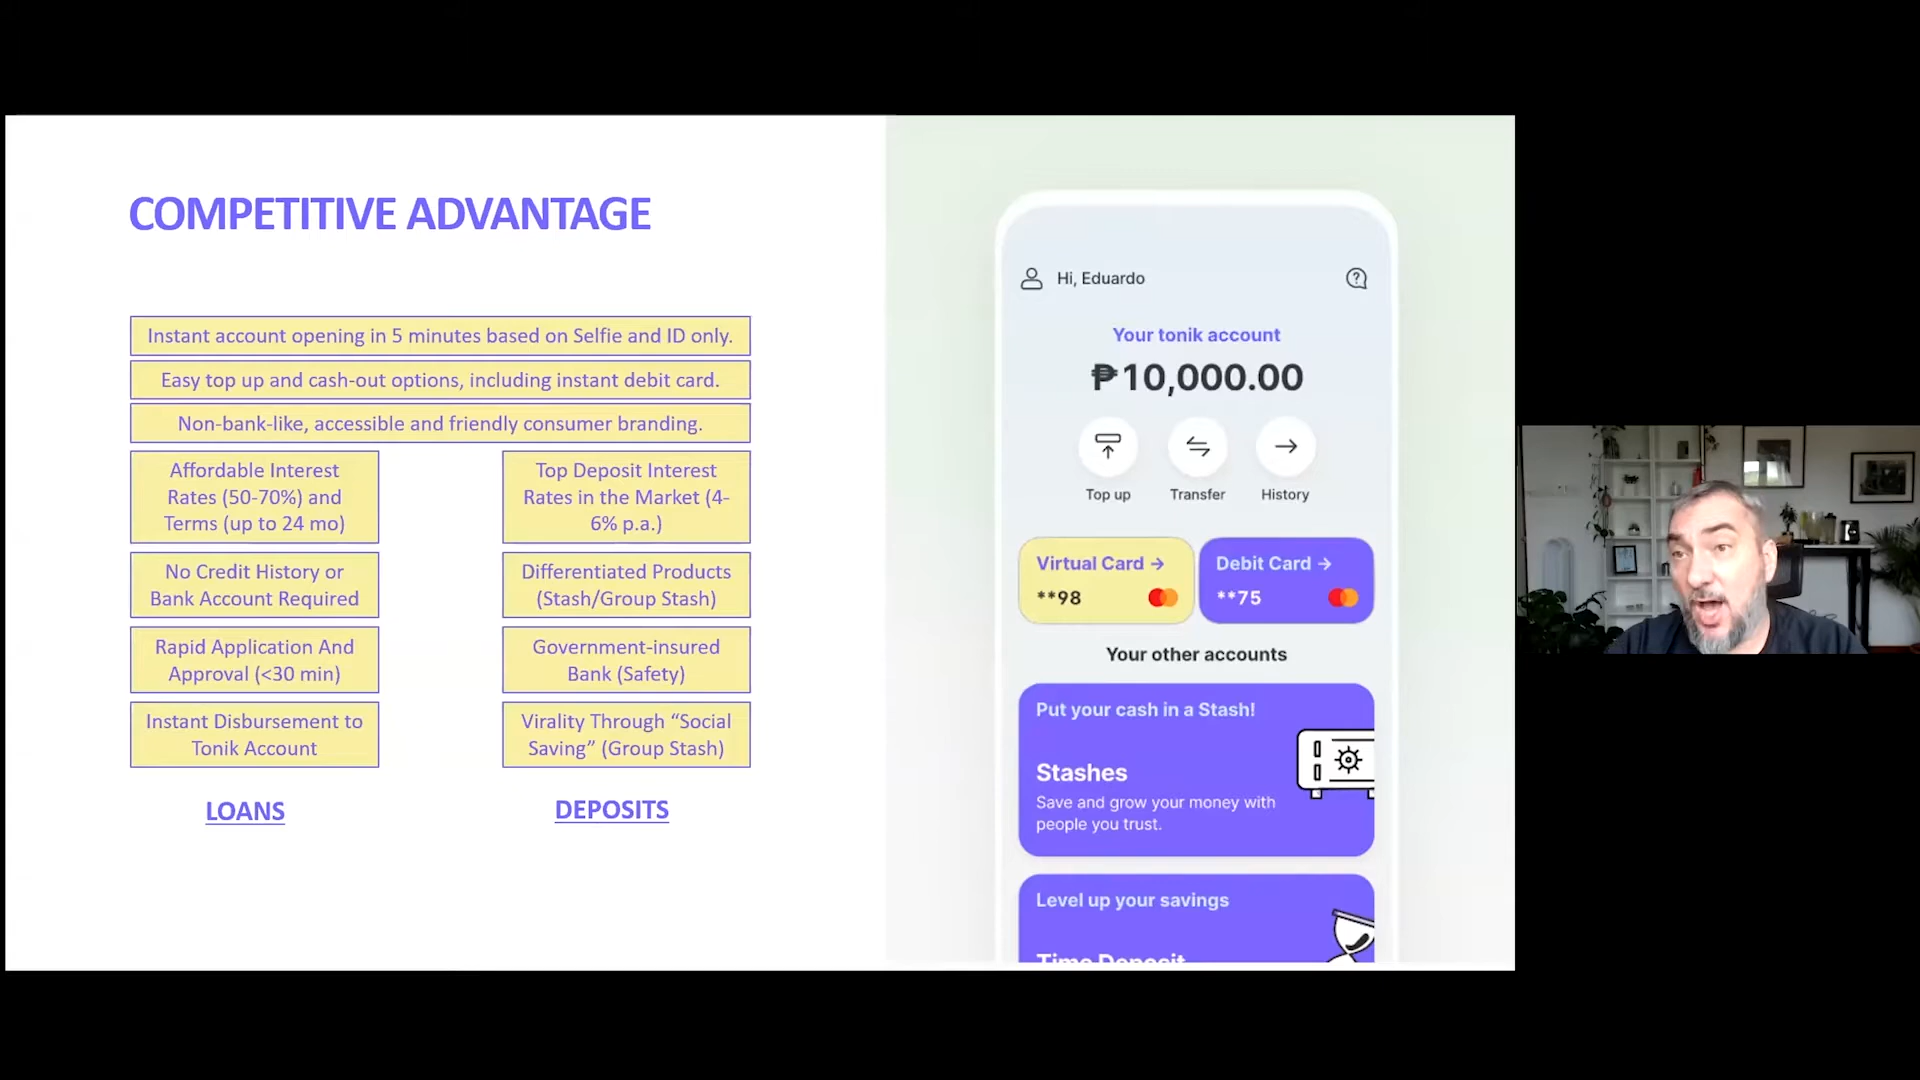 COMPETITIVE ADVANTAGE
Instant account opening in 5 minutes based on Selfie and ID only.
Easy top up and cash-out options, including instant debit card.
Non-bank-like, accessible and friendly consumer branding.
Affordable Interest
Rates (50-70%) and
Terms (up to 24 mo)
No Credit History or
Bank Account Required
Rapid Application And
Approval (<30 min)
Instant Disbursement to
Tonik Account
LOANS
Top Deposit Interest
Rates in the Market (4-
6% p.a.)
Differentiated Products
(Stash/Group Stash)
Government-insured
Bank (Safety)
Virality Through “Social
Saving” (Group Stash)
DEPOSITS
Hi, Eduardo
Your tonik account
₱10,000.00
Top up
Transfer
History
Virtual Card →
**98
Debit Card →
**75
Your other accounts
Put your cash in a Stash!
Stashes
Save and grow your money with
people you trust.
Level up your savings
Time Deposit